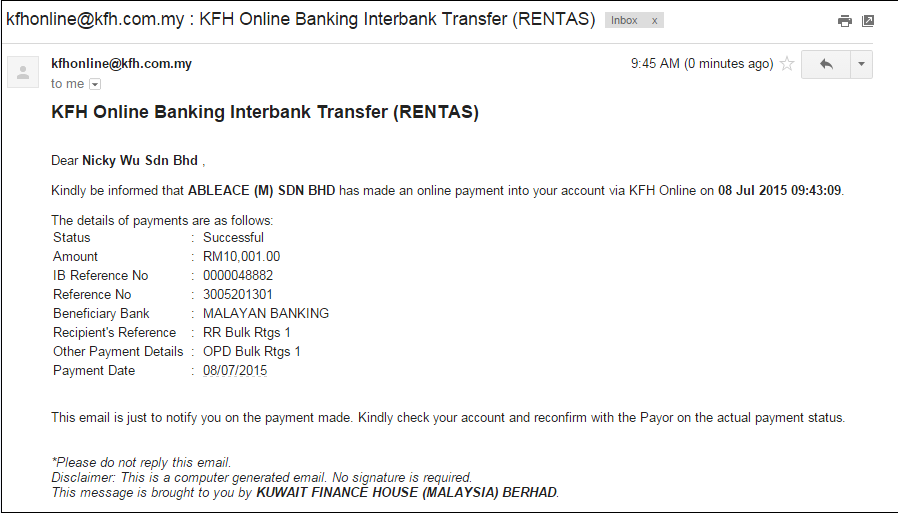 kfhonline@kfh.com.my : KFH Online Banking Interbank Transfer (RENTAS) Inbox x
kfhonline@kfh.com.my 9:45 AM (0 minutes ago)
to me
KFH Online Banking Interbank Transfer (RENTAS)
Dear Nicky Wu Sdn Bhd ,
Kindly be informed that ABLEACE (M) SDN BHD has made an online payment into your account via KFH Online on 08 Jul 2015 09:43:09.
The details of payments are as follows:
Status : Successful
Amount : RM10,001.00
IB Reference No : 0000048882
Reference No : 3005201301
Beneficiary Bank : MALAYAN BANKING
Recipient's Reference : RR Bulk Rtgs 1
Other Payment Details : OPD Bulk Rtgs 1
Payment Date : 08/07/2015
This email is just to notify you on the payment made. Kindly check your account and reconfirm with the Payor on the actual payment status.
*Please do not reply this email.
Disclaimer: This is a computer generated email. No signature is required.
This message is brought to you by KUWAIT FINANCE HOUSE (MALAYSIA) BERHAD.